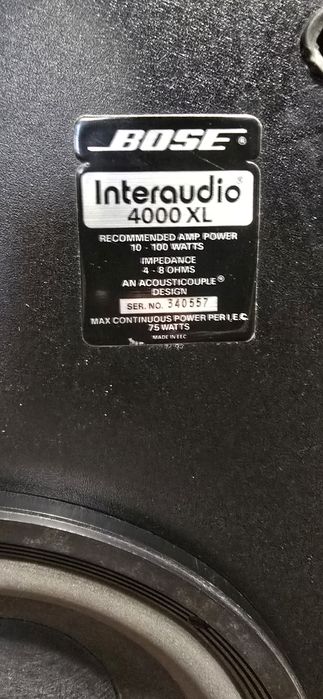 BOSE®
Interaudio®
4000 XL
RECOMMENDED AMP. POWER
10 - 100 WATTS
IMPEDANCE
4 - 8 OHMS
AN ACOUSTICOUPLE®
DESIGN
SER. NO. 340557
MAX CONTINUOUS POWER PER I.E.C.
75 WATTS
MADE IN EEC